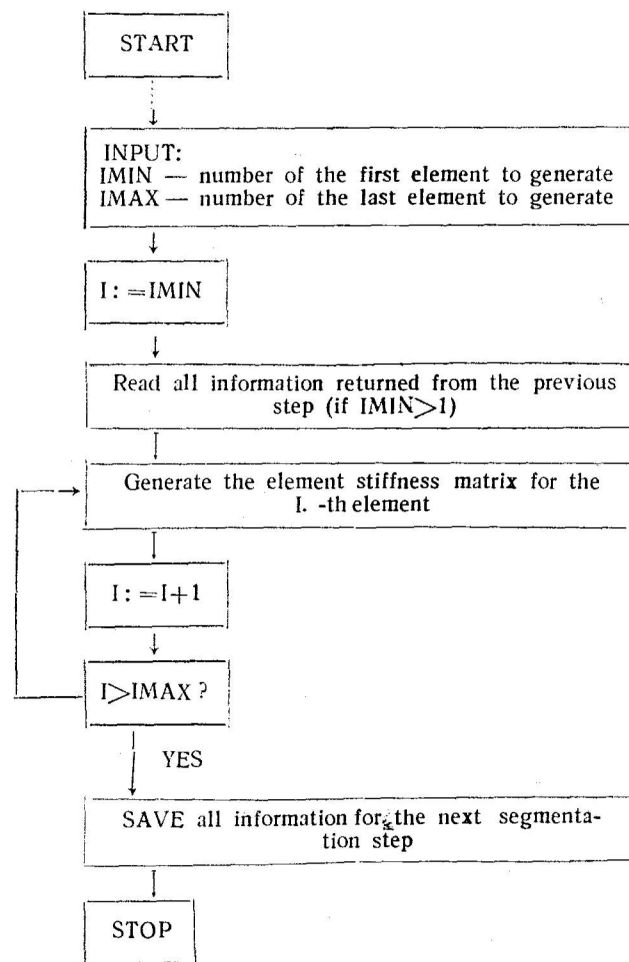 START
INPUT:
IMIN — number of the first element to generate
IMAX — number of the last element to generate
I: =IMIN
Read all information returned from the previous
step (if IMIN>1)
Generate the element stiffness matrix for the
I. -th element
I: =I+1
I>IMAX ?
YES
SAVE all information for the next segmenta-
tion step
STOP